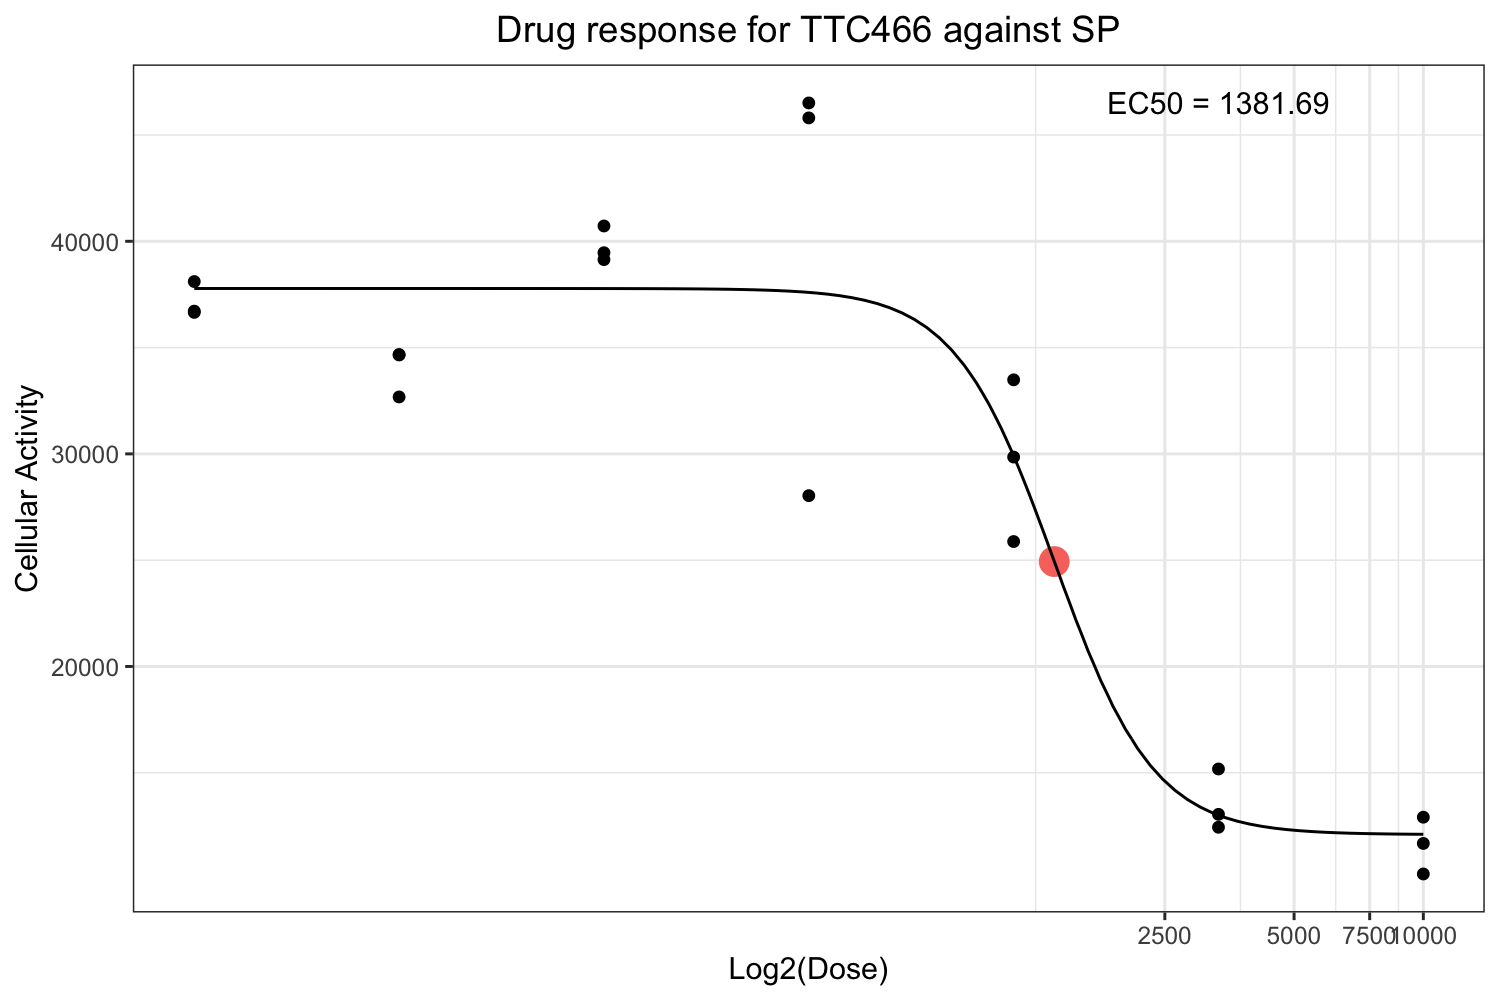 Drug response for TTC466 against SP
EC50 = 1381.69
Cellular Activity
40000
30000
20000
2500 5000 7500 10000
Log2(Dose)